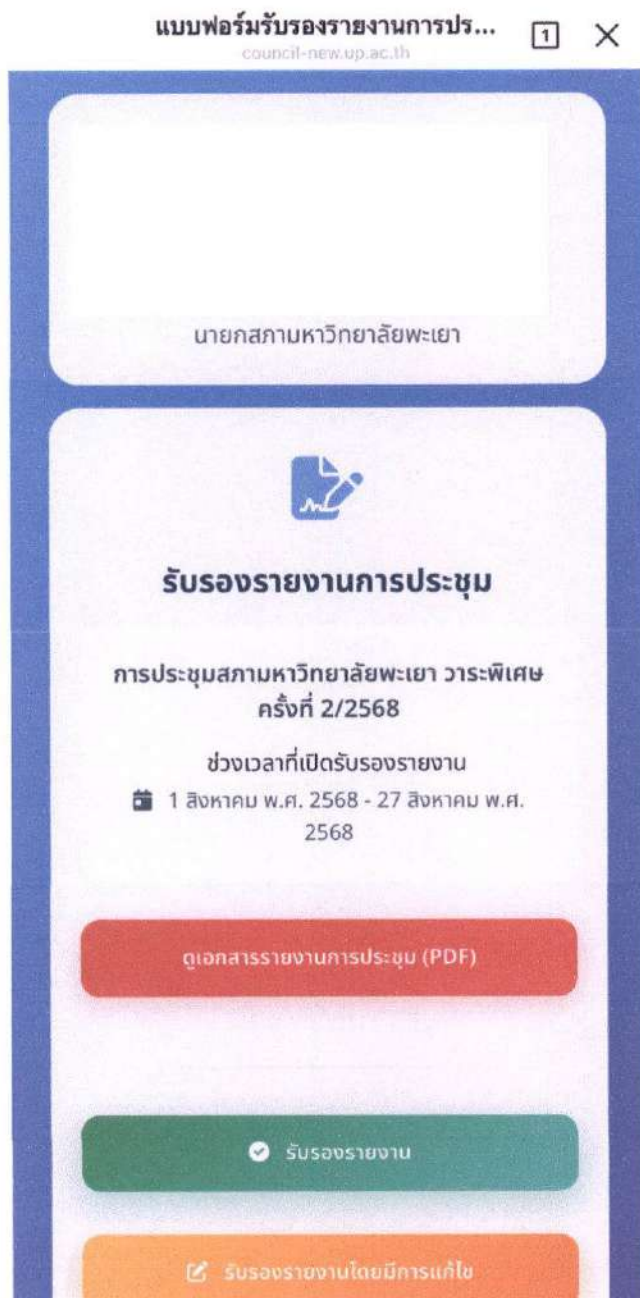 แบบฟอร์มรับรองรายงานการปร...
1
council-new.up.ac.th
นายกสภามหาวิทยาลัยพะเยา
รับรองรายงานการประชุม
การประชุมสภามหาวิทยาลัยพะเยา วาระพิเศษ
ครั้งที่ 2/2568
ช่วงเวลาที่เปิดรับรองรายงาน
1 สิงหาคม พ.ศ. 2568 - 27 สิงหาคม พ.ศ.
2568
ดูเอกสารรายงานการประชุม (PDF)
รับรองรายงาน
รับรองรายงานโดยมีการแก้ไข